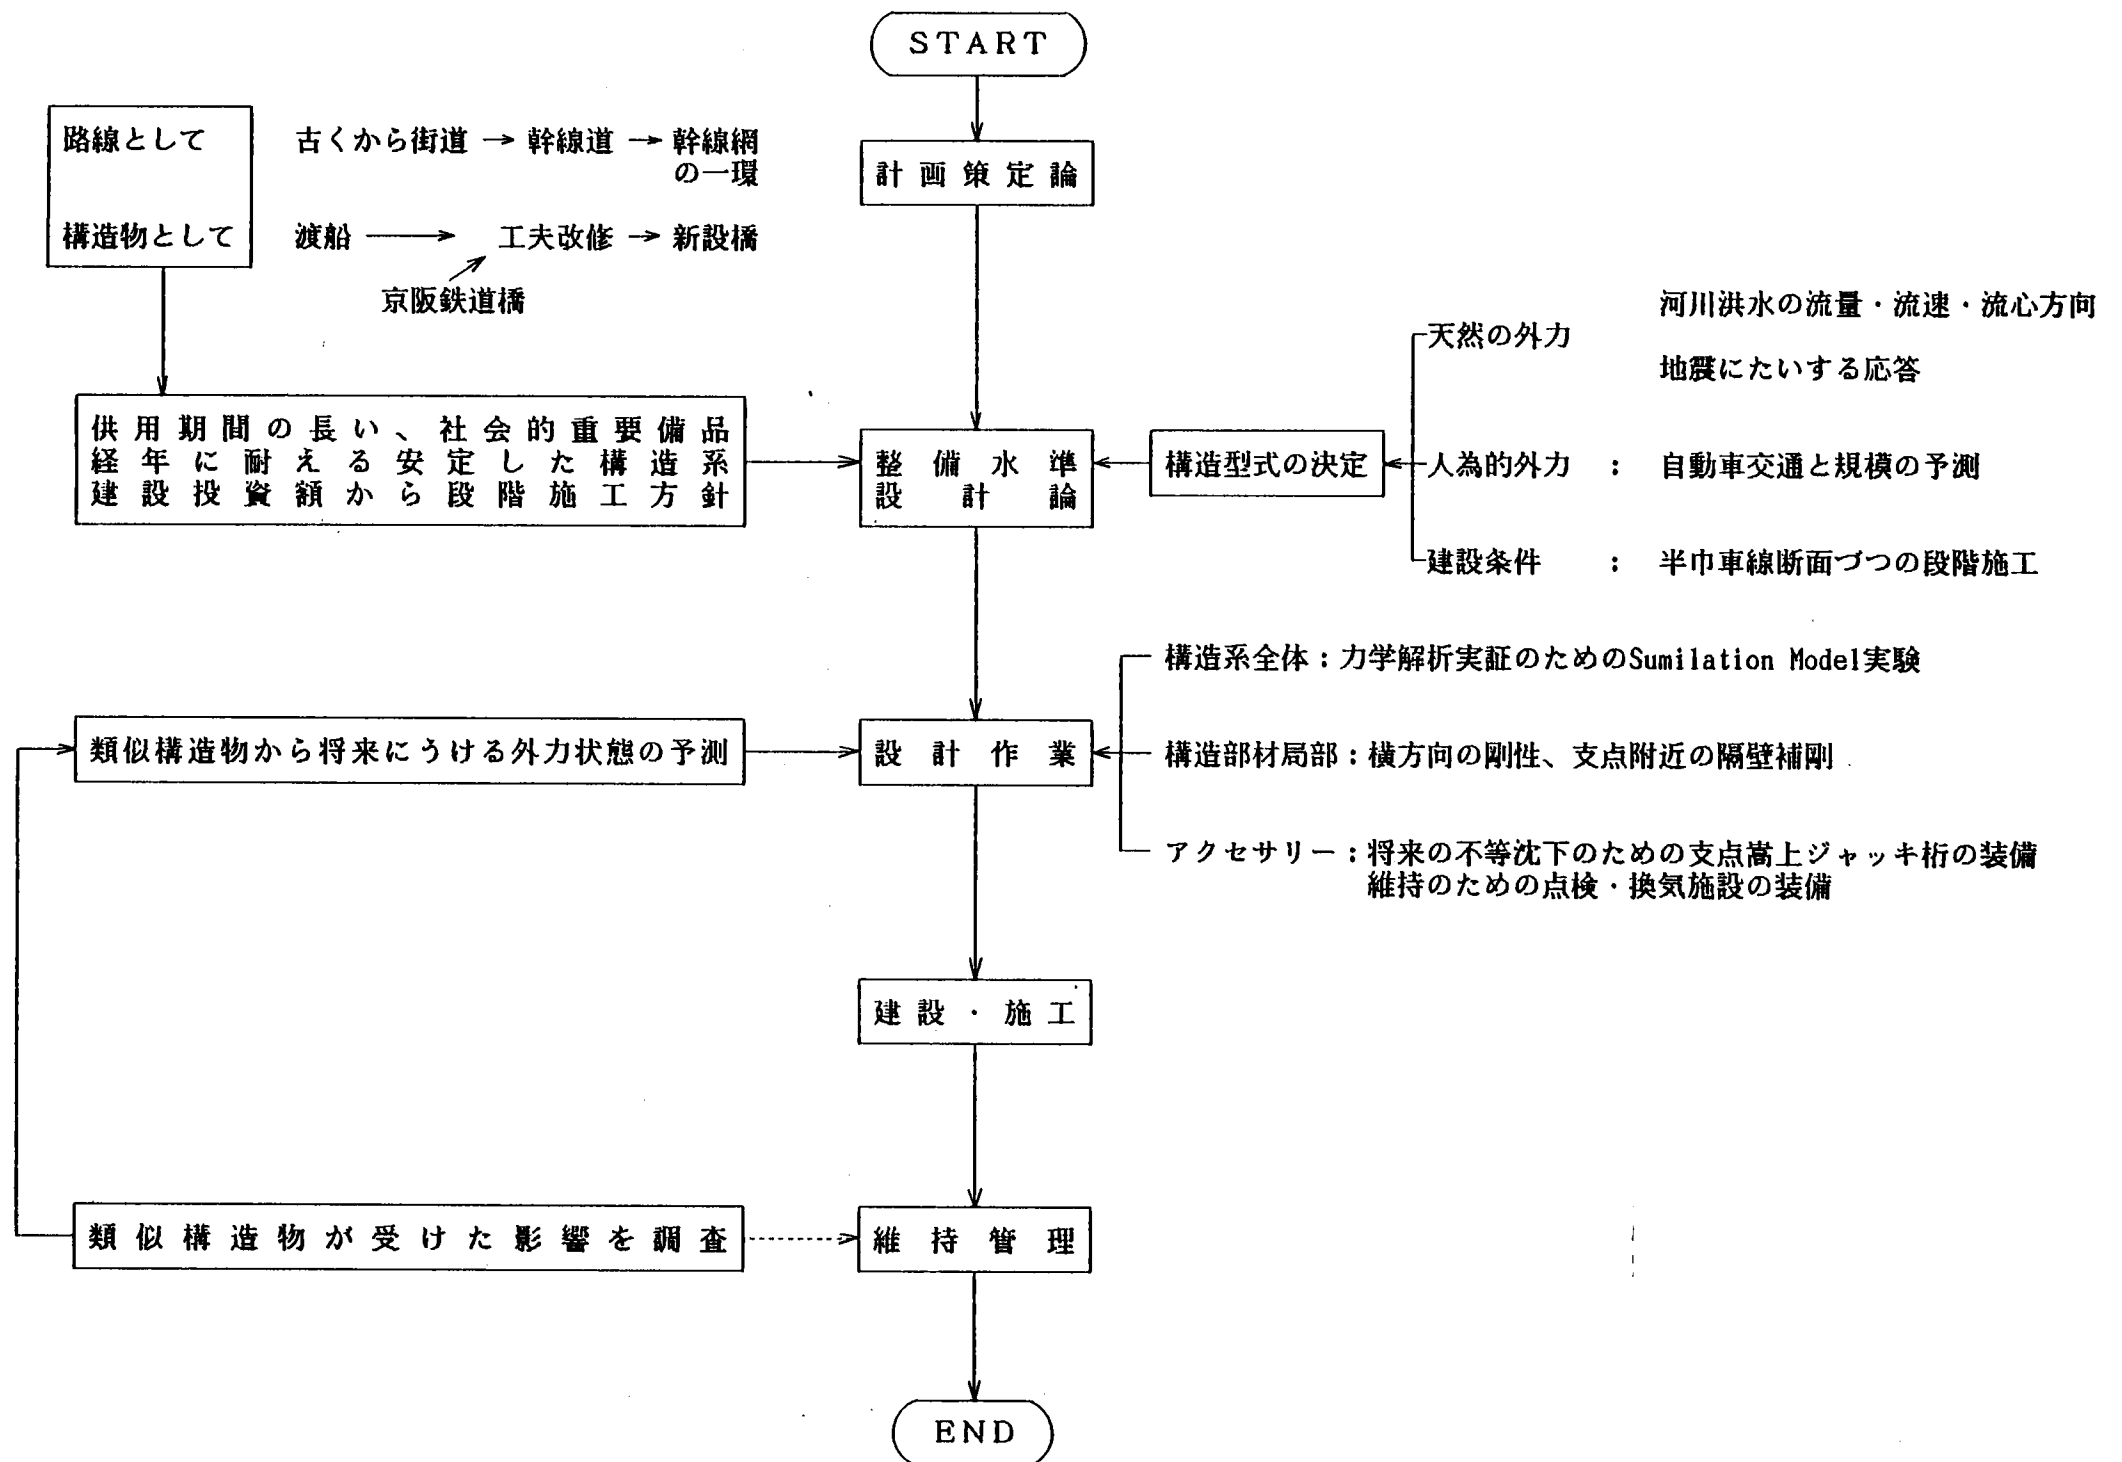 START
路線として
古くから街道 → 幹線道 → 幹線網
の一環
計画策定論
構造物として
渡船 → 工夫改修 → 新設橋
京阪鉄道橋
河川洪水の流量・流速・流心方向
天然の外力
地震にたいする応答
供用期間の長い、社会的重要備品
経年に耐える安定した構造系
建設投資額から段階施工方針
整備水準
設計論
構造型式の決定
人為的外力 : 自動車交通と規模の予測
建設条件 : 半巾車線断面づつの段階施工
構造系全体:力学解析実証のためのSumilation Model実験
類似構造物から将来にうける外力状態の予測
設計作業
構造部材局部:横方向の剛性、支点附近の隔壁補剛
アクセサリー:将来の不等沈下のための支点嵩上ジャッキ桁の装備
維持のための点検・換気施設の装備
建設・施工
類似構造物が受けた影響を調査
維持管理
END